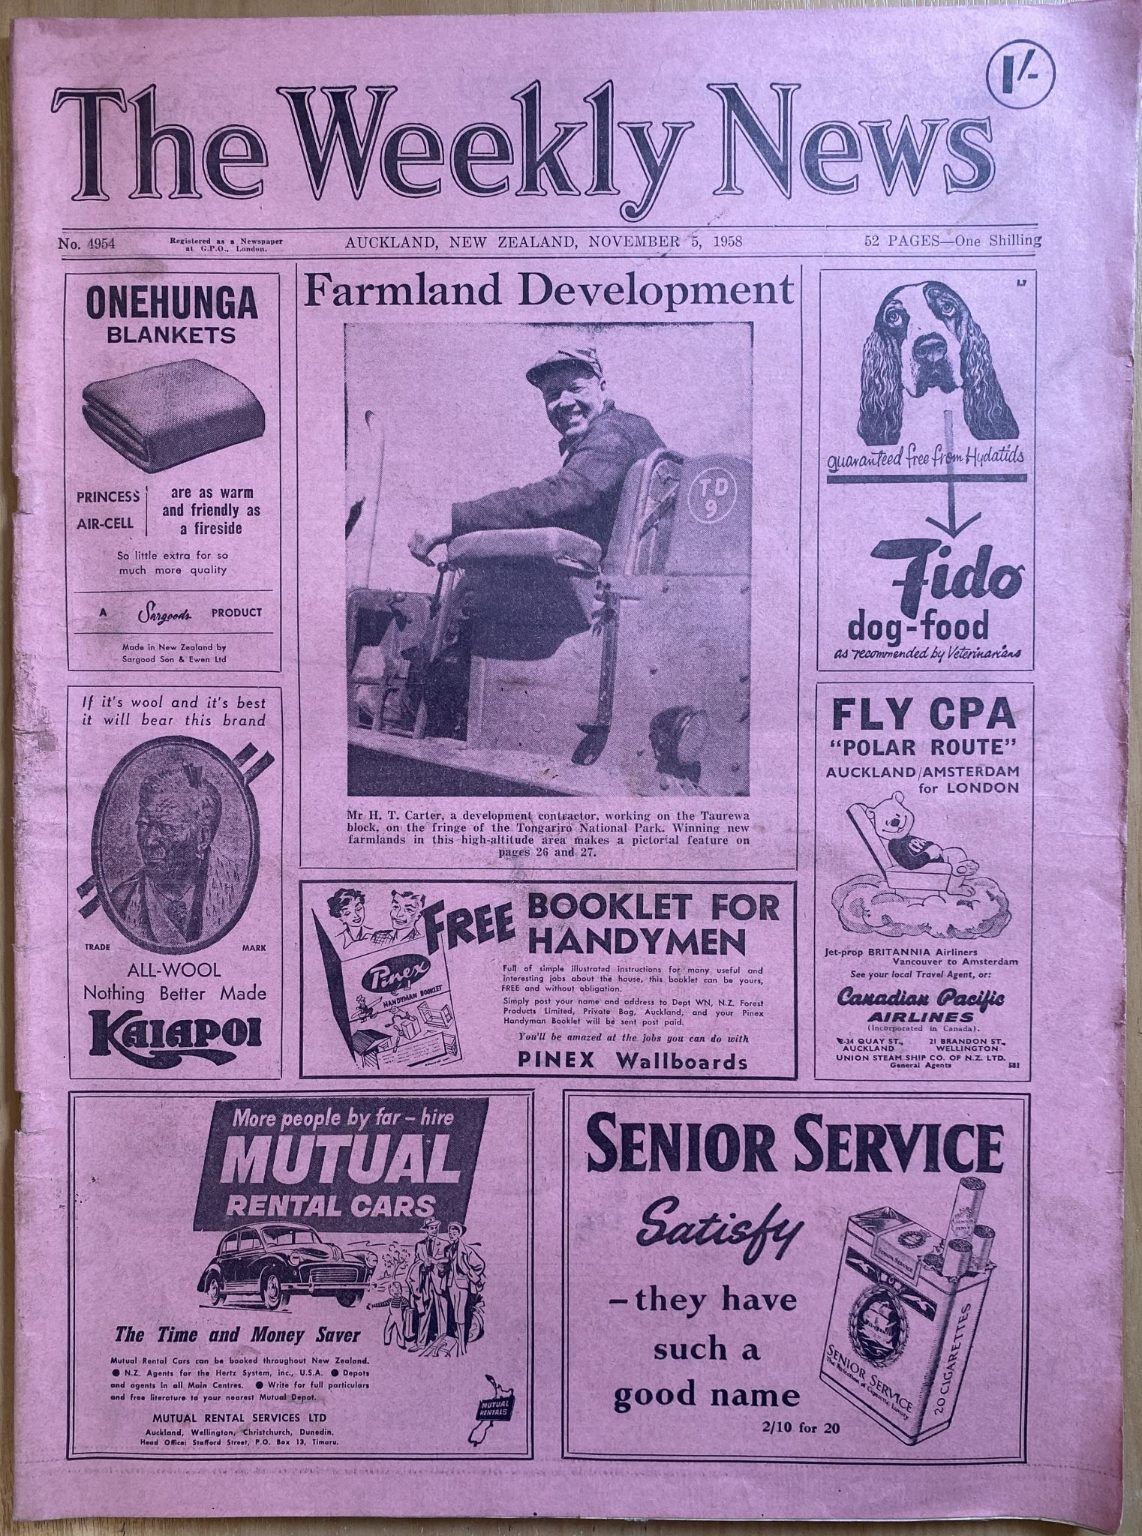 1/-
The Weekly News
No. 4954
Registered as a Newspaper
at G.P.O., London.
AUCKLAND, NEW ZEALAND, NOVEMBER 5, 1958
52 PAGES—One Shilling
ONEHUNGA
BLANKETS
PRINCESS
AIR-CELL
are as warm
and friendly as
a fireside
So little extra for so
much more quality
A Sargoods PRODUCT
Made in New Zealand by
Sargood Son & Ewen Ltd
If it's wool and it's best
it will bear this brand
TRADE MARK
ALL-WOOL
Nothing Better Made
KAIAPOI
Farmland Development
TD
9
Mr H. T. Carter, a development contractor, working on the Taurewa
block, on the fringe of the Tongariro National Park. Winning new
farmlands in this high-altitude area makes a pictorial feature on
pages 26 and 27.
FREE BOOKLET FOR
HANDYMEN
Pinex
HANDYMAN BOOKLET
Full of simple illustrated instructions for many useful and
interesting jobs about the house, this booklet can be yours,
FREE and without obligation.
Simply post your name and address to Dept WN, N.Z. Forest
Products Limited, Private Bag, Auckland, and your Pinex
Handyman Booklet will be sent post paid.
You'll be amazed at the jobs you can do with
PINEX Wallboards
guaranteed free from Hydatids
Fido
dog-food
as recommended by Veterinarians
FLY CPA
"POLAR ROUTE"
AUCKLAND/AMSTERDAM
for LONDON
Jet-prop BRITANNIA Airliners
Vancouver to Amsterdam
See your local Travel Agent, or:
Canadian Pacific
AIRLINES
(Incorporated in Canada).
QUAY ST., AUCKLAND
21 BRANDON ST., WELLINGTON
UNION STEAM SHIP CO. OF N.Z. LTD.
General Agents
581
More people by far – hire
MUTUAL
RENTAL CARS
The Time and Money Saver
Mutual Rental Cars can be booked throughout New Zealand.
● N.Z. Agents for the Hertz System, Inc., U.S.A. ● Depots
and agents in all Main Centres. ● Write for full particulars
and free literature to your nearest Mutual Depot.
MUTUAL RENTAL SERVICES LTD
Auckland, Wellington, Christchurch, Dunedin.
Head Office: Stafford Street, P.O. Box 13, Timaru.
MUTUAL
RENTALS
SENIOR SERVICE
Satisfy
– they have
such a
good name
2/10 for 20
SENIOR SERVICE
The Perfection of Cigarette Luxury
20 CIGARETTES